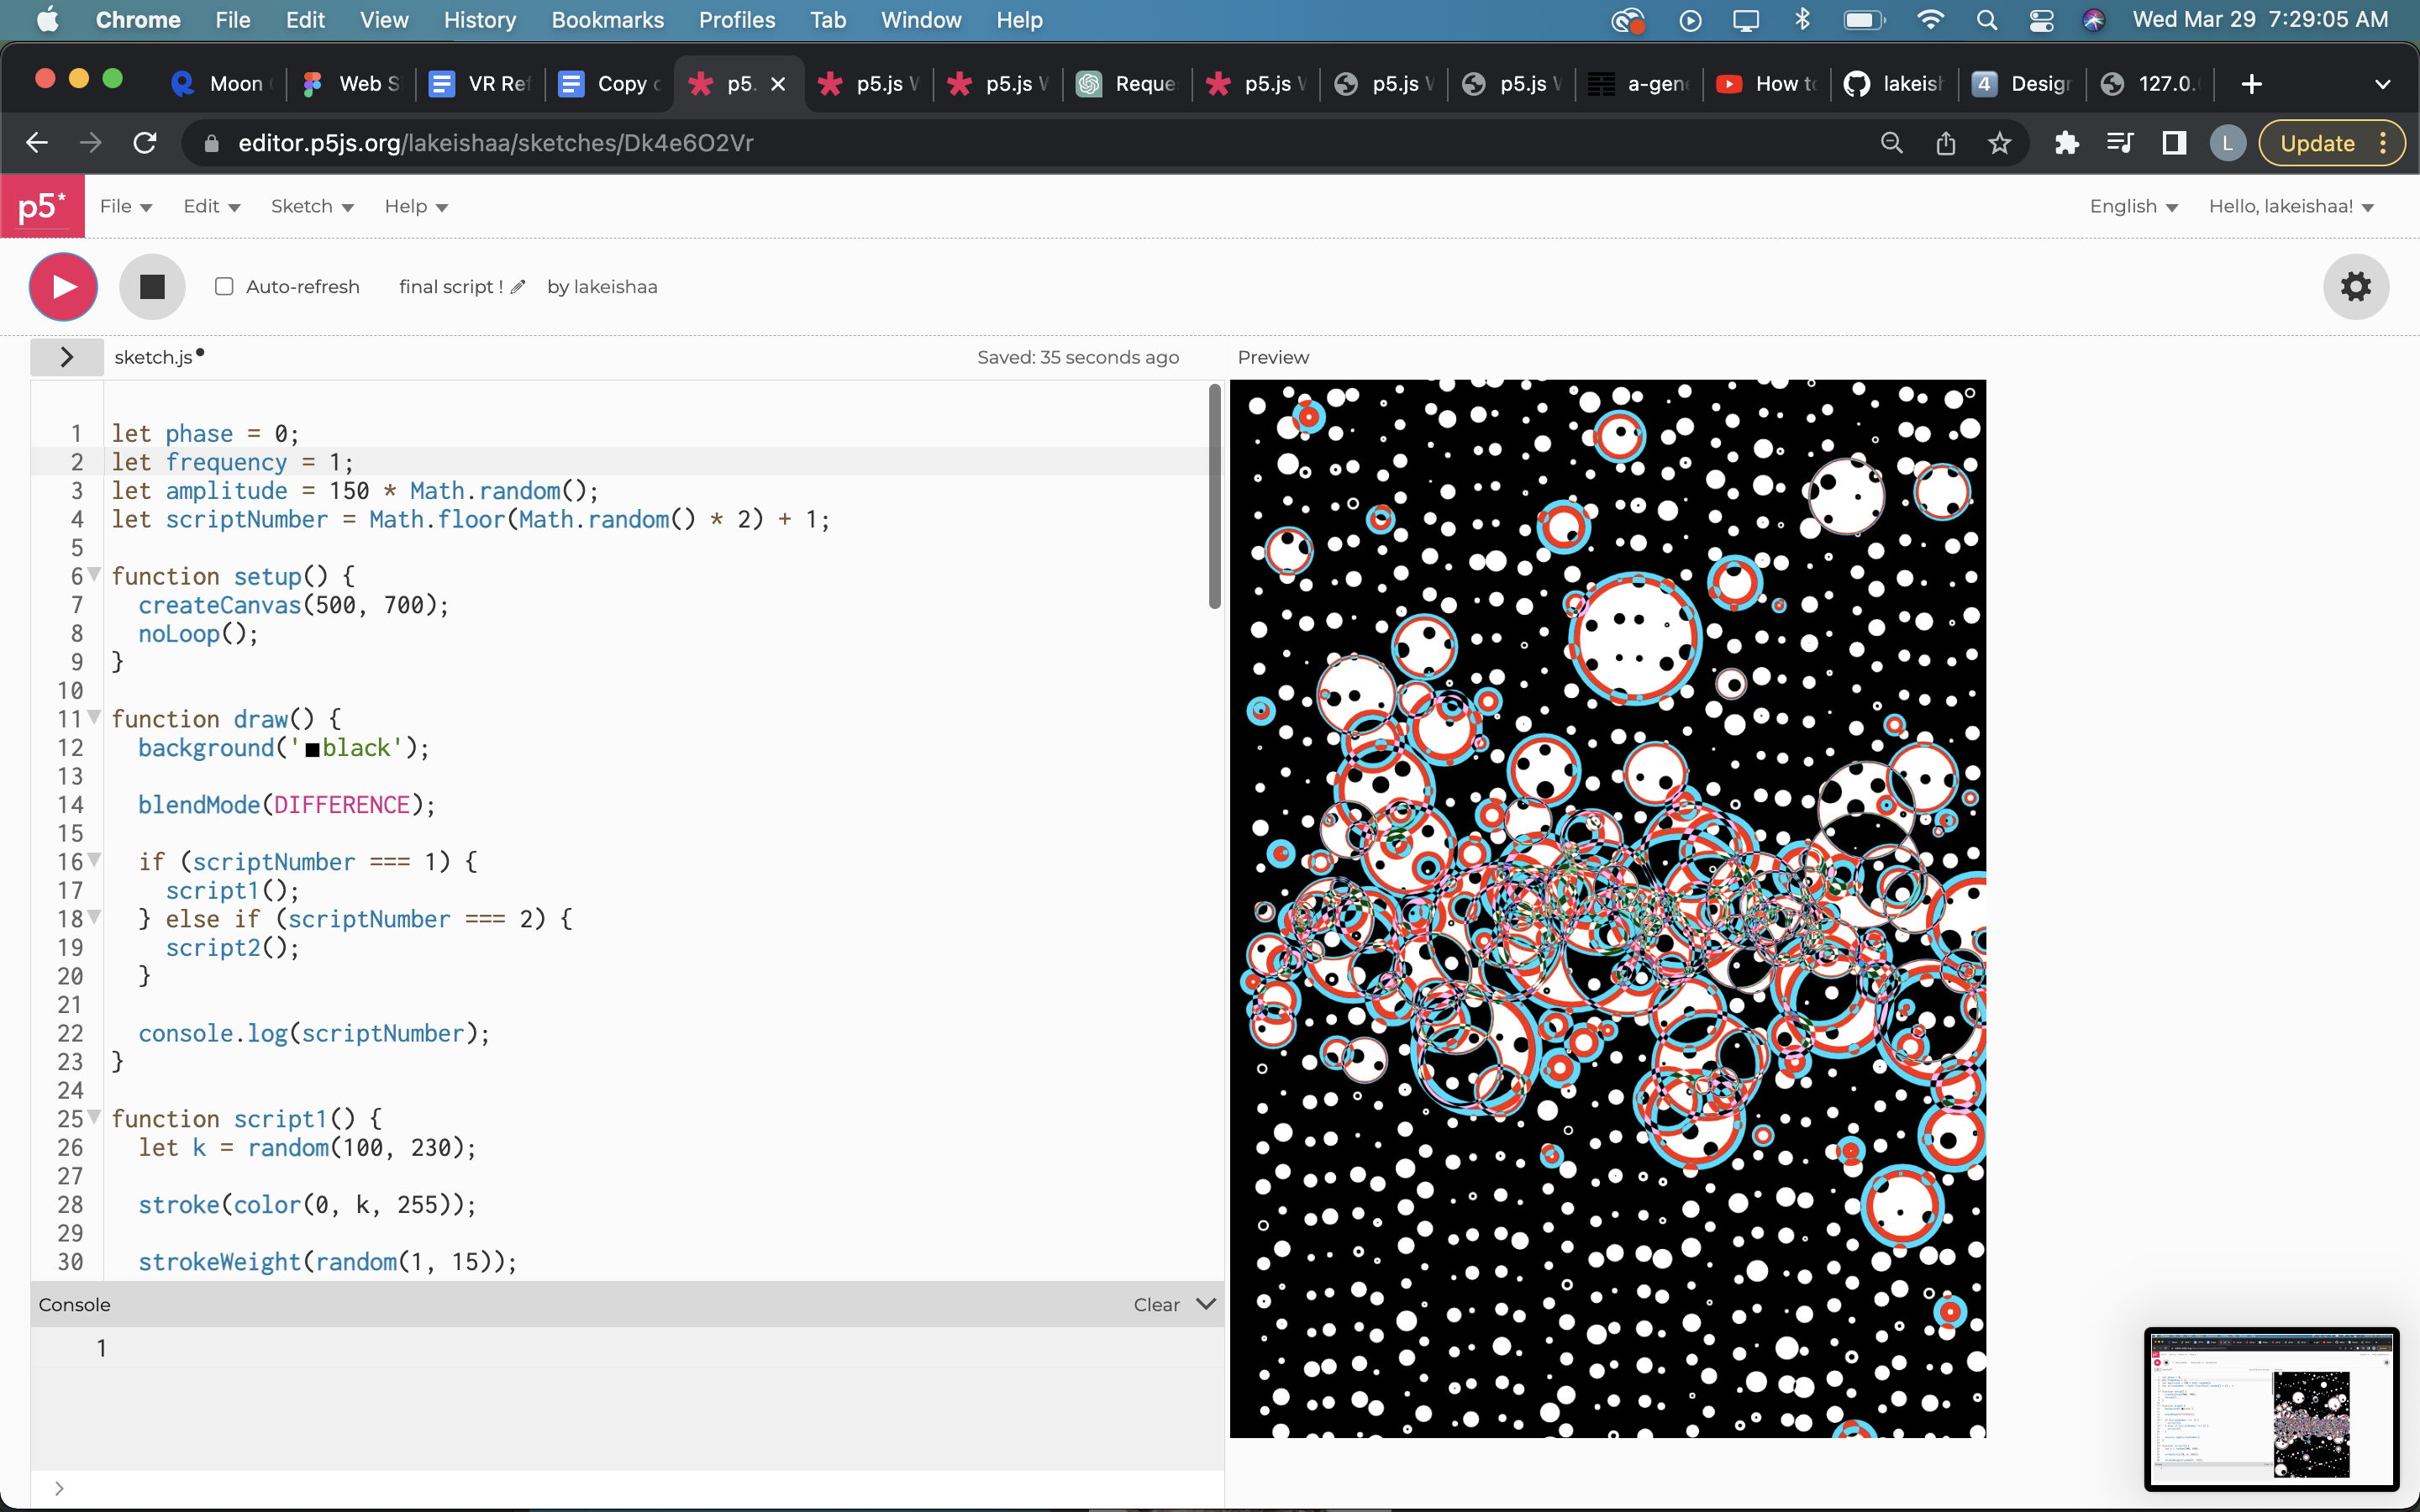 Chrome File Edit View History Bookmarks Profiles Tab Window Help Wed Mar 29 7:29:05 AM
Moon Web S VR Ref Copy p5. p5.js p5.js Reque p5.js p5.js p5.js a-gen How to lakeish 4 Design 127.0.
editor.p5js.org/lakeishaa/sketches/Dk4e6O2Vr L Update
p5* File Edit Sketch Help English Hello, lakeishaa!
Auto-refresh final script ! by lakeishaa
sketch.js Saved: 35 seconds ago Preview
1 let phase = 0;
2 let frequency = 1;
3 let amplitude = 150 * Math.random();
4 let scriptNumber = Math.floor(Math.random() * 2) + 1;
5
6 function setup() {
7 createCanvas(500, 700);
8 noLoop();
9 }
10
11 function draw() {
12 background('black');
13
14 blendMode(DIFFERENCE);
15
16 if (scriptNumber === 1) {
17 script1();
18 } else if (scriptNumber === 2) {
19 script2();
20 }
21
22 console.log(scriptNumber);
23 }
24
25 function script1() {
26 let k = random(100, 230);
27
28 stroke(color(0, k, 255));
29
30 strokeWeight(random(1, 15));
Console Clear
1